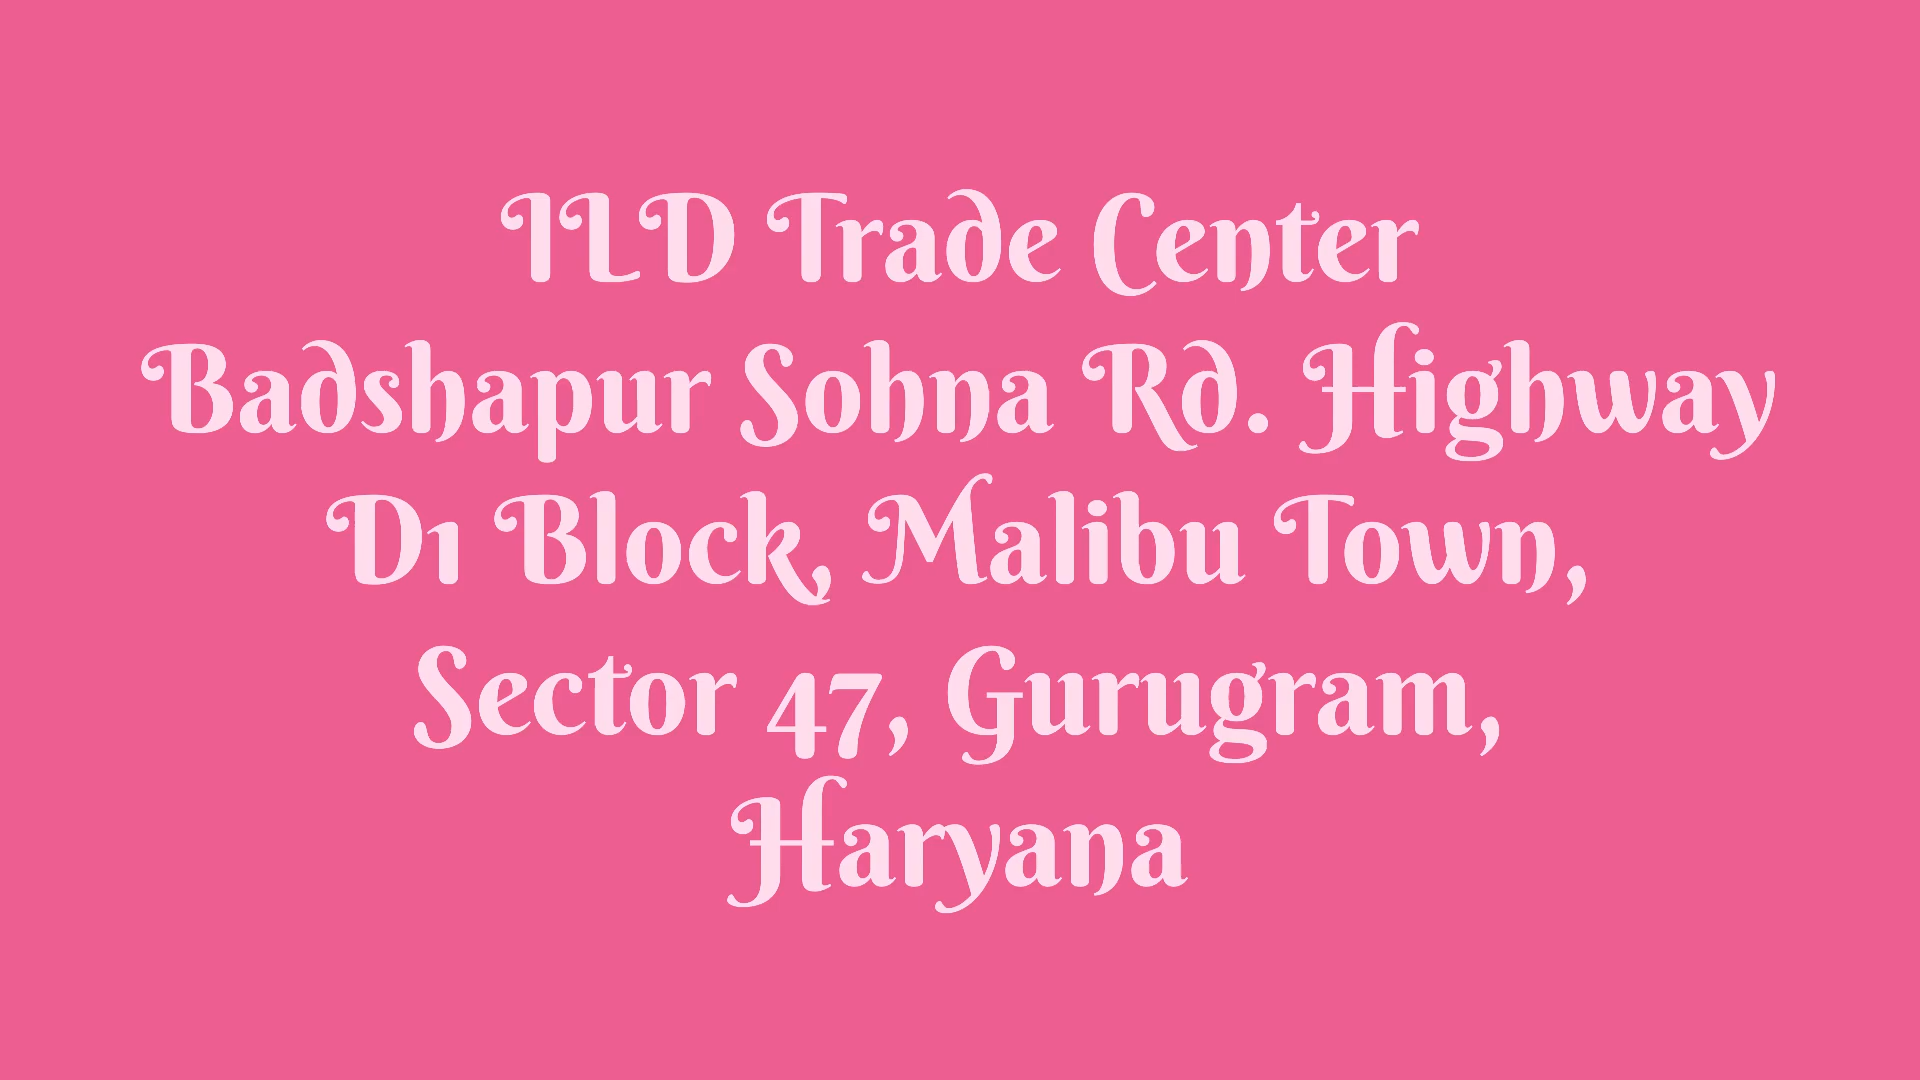 ILD Trade Center
Badshapur Sohna Rd. Highway
D1 Block, Malibu Town,
Sector 47, Gurugram,
Haryana